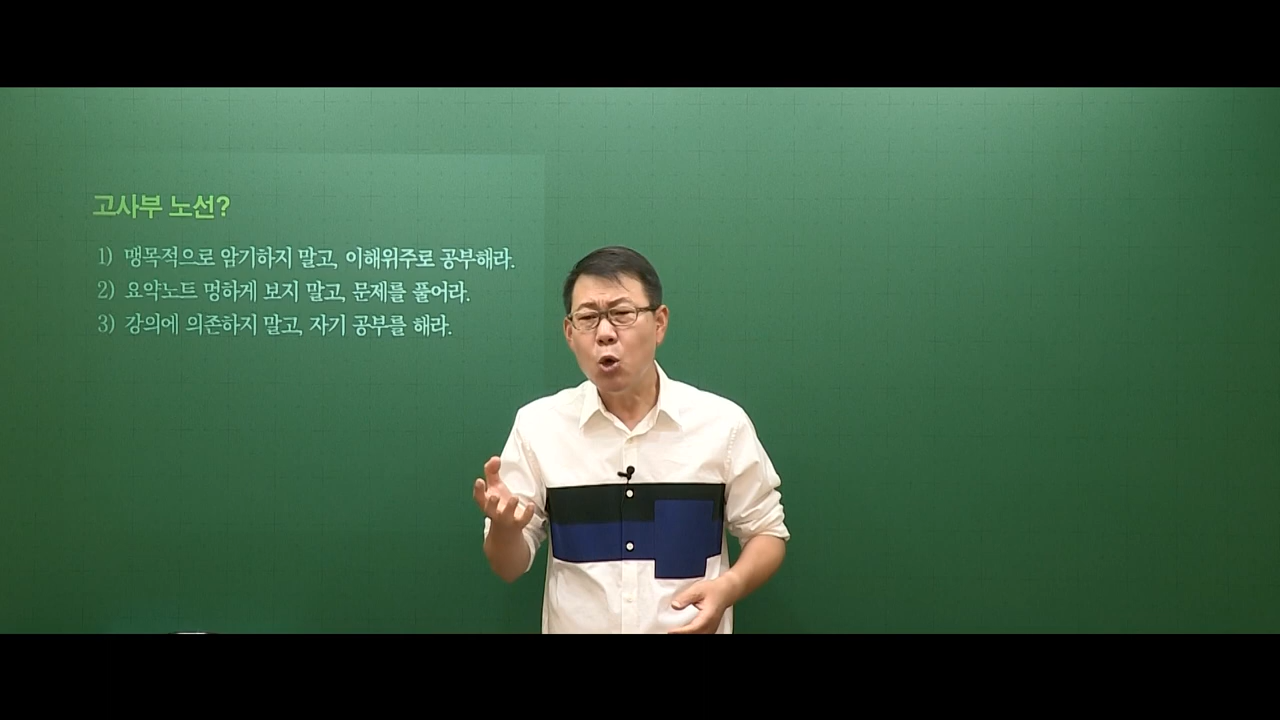 고사부 노선?
1) 맹목적으로 암기하지 말고, 이해위주로 공부해라.
2) 요약노트 멍하게 보지 말고, 문제를 풀어라.
3) 강의에 의존하지 말고, 자기 공부를 해라.